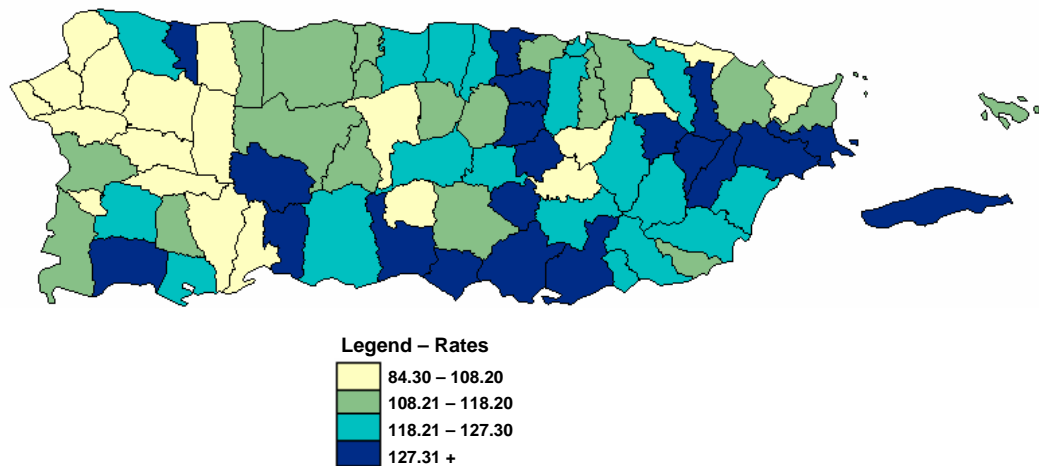 Legend – Rates
84.30 – 108.20
108.21 – 118.20
118.21 – 127.30
127.31 +